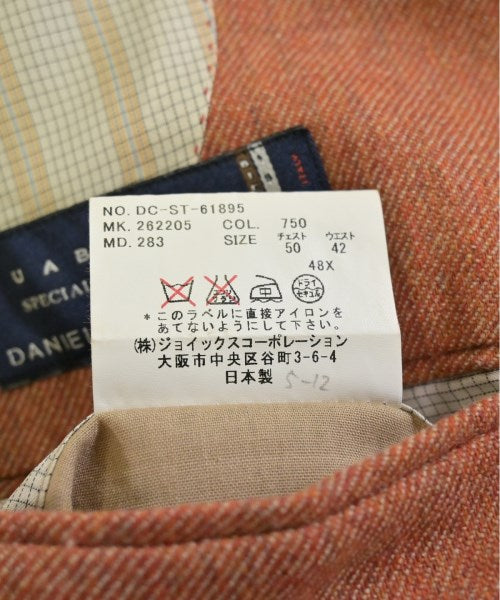 NO. DC-ST-61895
MK. 262205 COL. 750
MD. 283 SIZE チェスト ウエスト
50 42
48X
ドライ
セキユ系
*このラベルに直接アイロンを
あてないようにして下さい。
(株)ジョイックスコーポレーション
大阪市中央区谷町3-6-4
日本製 5-12
UAB
SPECIAL
DANIE